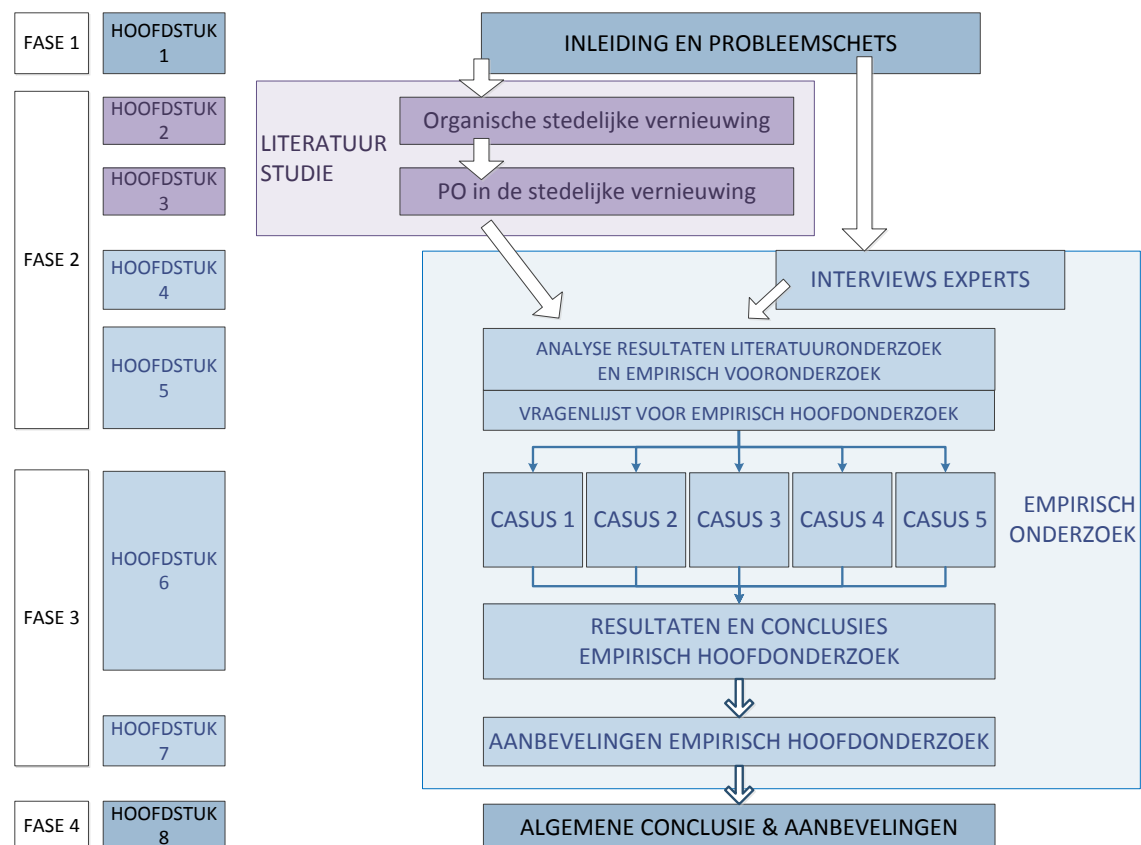 FASE 1
HOOFDSTUK
1
INLEIDING EN PROBLEEMSCHETS
FASE 2
HOOFDSTUK
2
LITERATUUR
STUDIE
Organische stedelijke vernieuwing
HOOFDSTUK
3
PO in de stedelijke vernieuwing
HOOFDSTUK
4
INTERVIEWS EXPERTS
HOOFDSTUK
5
ANALYSE RESULTATEN LITERATUURONDERZOEK
EN EMPIRISCH VOORONDERZOEK
VRAGENLIJST VOOR EMPIRISCH HOOFDONDERZOEK
FASE 3
HOOFDSTUK
6
CASUS 1
CASUS 2
CASUS 3
CASUS 4
CASUS 5
EMPIRISCH
ONDERZOEK
RESULTATEN EN CONCLUSIES
EMPIRISCH HOOFDONDERZOEK
HOOFDSTUK
7
AANBEVELINGEN EMPIRISCH HOOFDONDERZOEK
FASE 4
HOOFDSTUK
8
ALGEMENE CONCLUSIE & AANBEVELINGEN